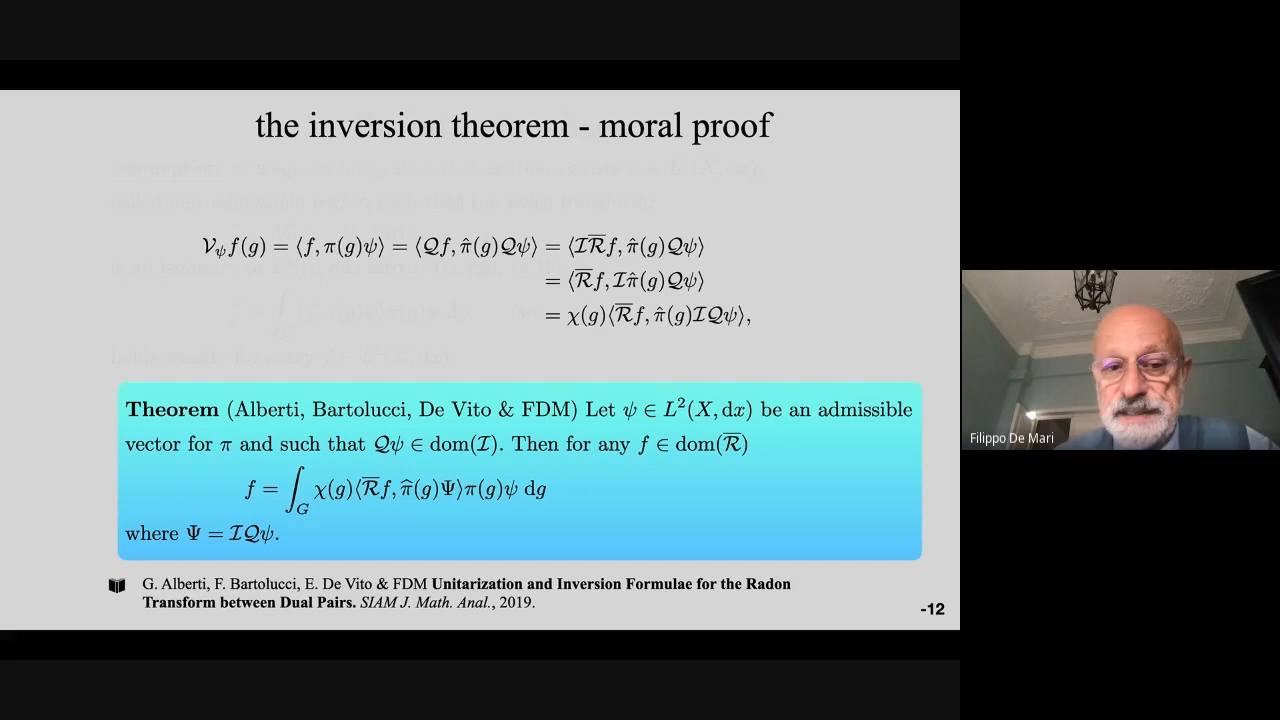 the inversion theorem - moral proof
𝒱_ψ f(g) = ⟨f, π(g)ψ⟩ = ⟨𝒬f, π̂(g)𝒬ψ⟩ = ⟨ℐℛ̅f, π̂(g)𝒬ψ⟩
= ⟨ℛ̅f, ℐπ̂(g)𝒬ψ⟩
= χ(g)⟨ℛ̅f, π̂(g)ℐ𝒬ψ⟩,
Theorem (Alberti, Bartolucci, De Vito & FDM) Let ψ ∈ L²(X, dx) be an admissible
vector for π and such that 𝒬ψ ∈ dom(ℐ). Then for any f ∈ dom(ℛ̅)
f = ∫_G χ(g)⟨ℛ̅f, π̂(g)Ψ⟩π(g)ψ dg
where Ψ = ℐ𝒬ψ.
G. Alberti, F. Bartolucci, E. De Vito & FDM Unitarization and Inversion Formulae for the Radon
Transform between Dual Pairs. SIAM J. Math. Anal., 2019.
-12
Filippo De Mari